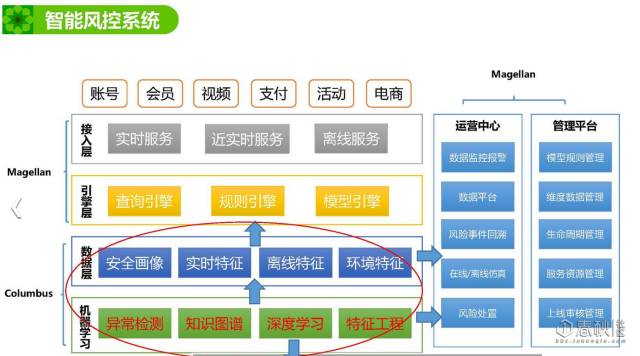 智能风控系统
账号 会员 视频 支付 活动 电商
Magellan
接入层
实时服务 近实时服务 离线服务
Magellan
引擎层
查询引擎 规则引擎 模型引擎
数据层
安全画像 实时特征 离线特征 环境特征
Columbus
机器学习
异常检测 知识图谱 深度学习 特征工程
运营中心
数据监控报警
数据平台
风险事件回溯
在线/离线仿真
风险处置
管理平台
模型规则管理
维度数据管理
生命周期管理
服务资源管理
上线审核管理
春秋
bbs.ichunqiu.com